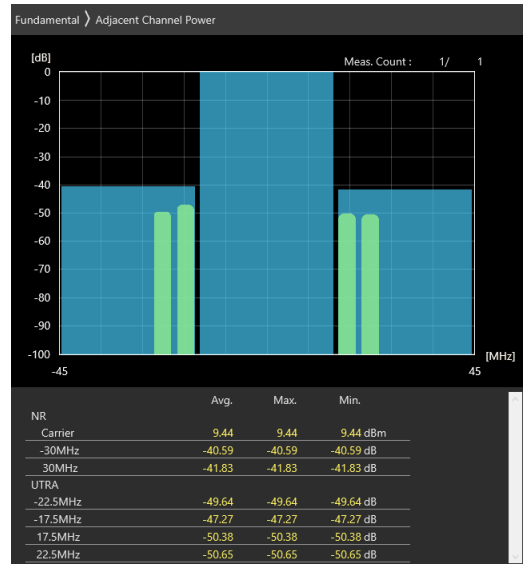 Fundamental ⟩ Adjacent Channel Power
[dB]
Meas. Count : 1/ 1
0
-10
-20
-30
-40
-50
-60
-70
-80
-90
-100
[MHz]
-45 45
Avg. Max. Min.
NR
Carrier 9.44 9.44 9.44 dBm
-30MHz -40.59 -40.59 -40.59 dB
30MHz -41.83 -41.83 -41.83 dB
UTRA
-22.5MHz -49.64 -49.64 -49.64 dB
-17.5MHz -47.27 -47.27 -47.27 dB
17.5MHz -50.38 -50.38 -50.38 dB
22.5MHz -50.65 -50.65 -50.65 dB